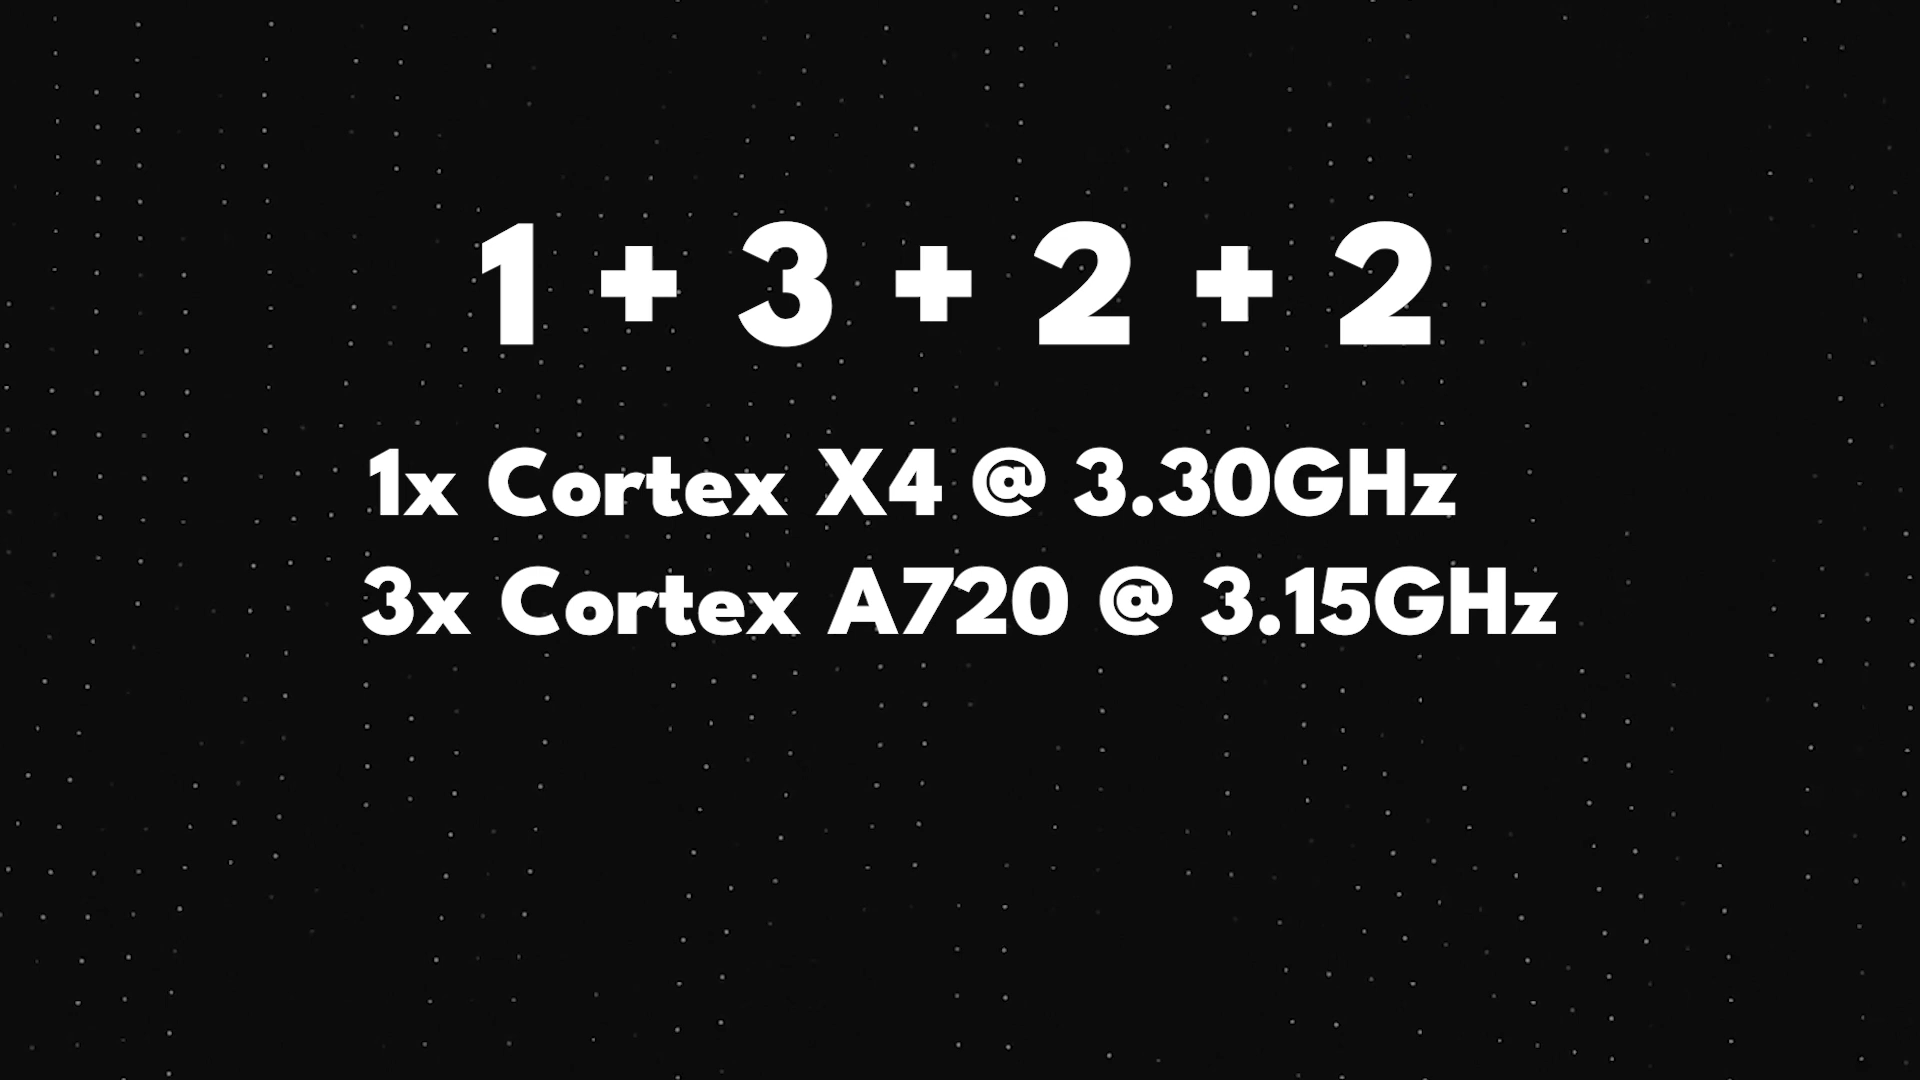 1 + 3 + 2 + 2
1x Cortex X4 @ 3.30GHz
3x Cortex A720 @ 3.15GHz